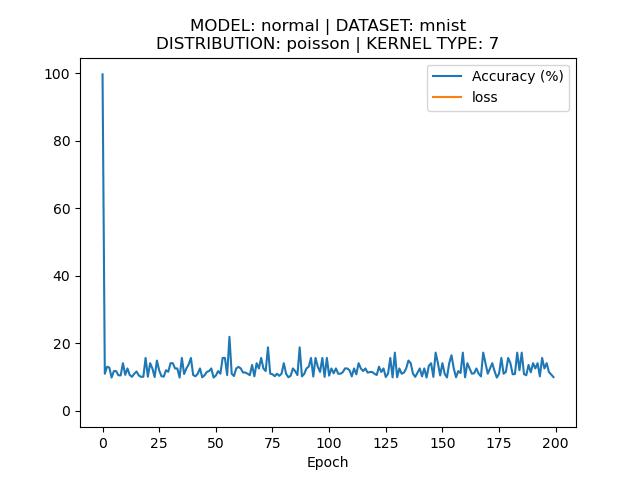 MODEL: normal | DATASET: mnist
DISTRIBUTION: poisson | KERNEL TYPE: 7
Accuracy (%)
loss
100
80
60
40
20
0
0 25 50 75 100 125 150 175 200
Epoch